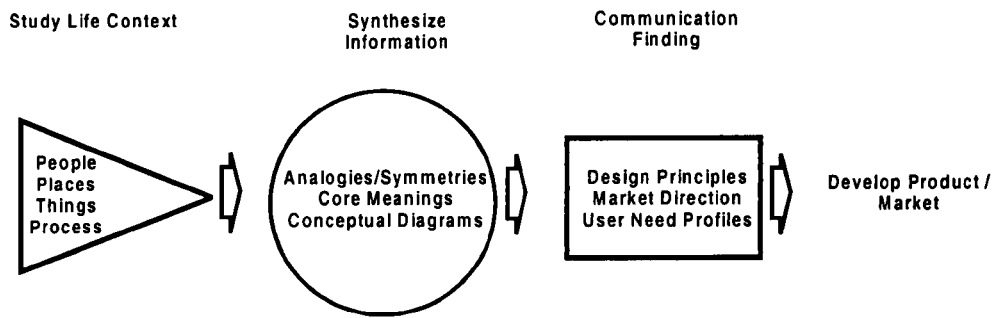 Study Life Context
Synthesize
Information
Communication
Finding
People
Places
Things
Process
Analogies/Symmetries
Core Meanings
Conceptual Diagrams
Design Principles
Market Direction
User Need Profiles
Develop Product /
Market